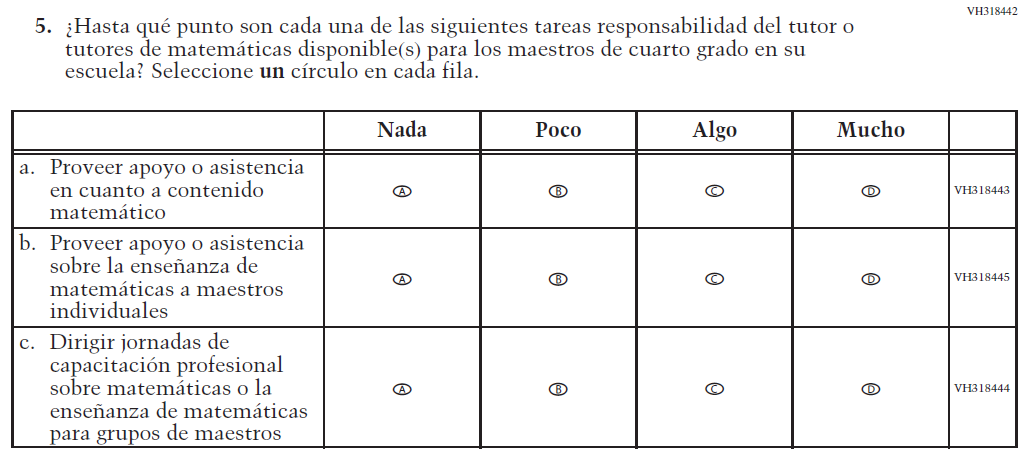 VH318442
5. ¿Hasta qué punto son cada una de las siguientes tareas responsabilidad del tutor o
tutores de matemáticas disponible(s) para los maestros de cuarto grado en su
escuela? Seleccione un círculo en cada fila.
Nada Poco Algo Mucho
a. Proveer apoyo o asistencia
en cuanto a contenido
matemático
A B C D VH318443
b. Proveer apoyo o asistencia
sobre la enseñanza de
matemáticas a maestros
individuales
A B C D VH318445
c. Dirigir jornadas de
capacitación profesional
sobre matemáticas o la
enseñanza de matemáticas
para grupos de maestros
A B C D VH318444